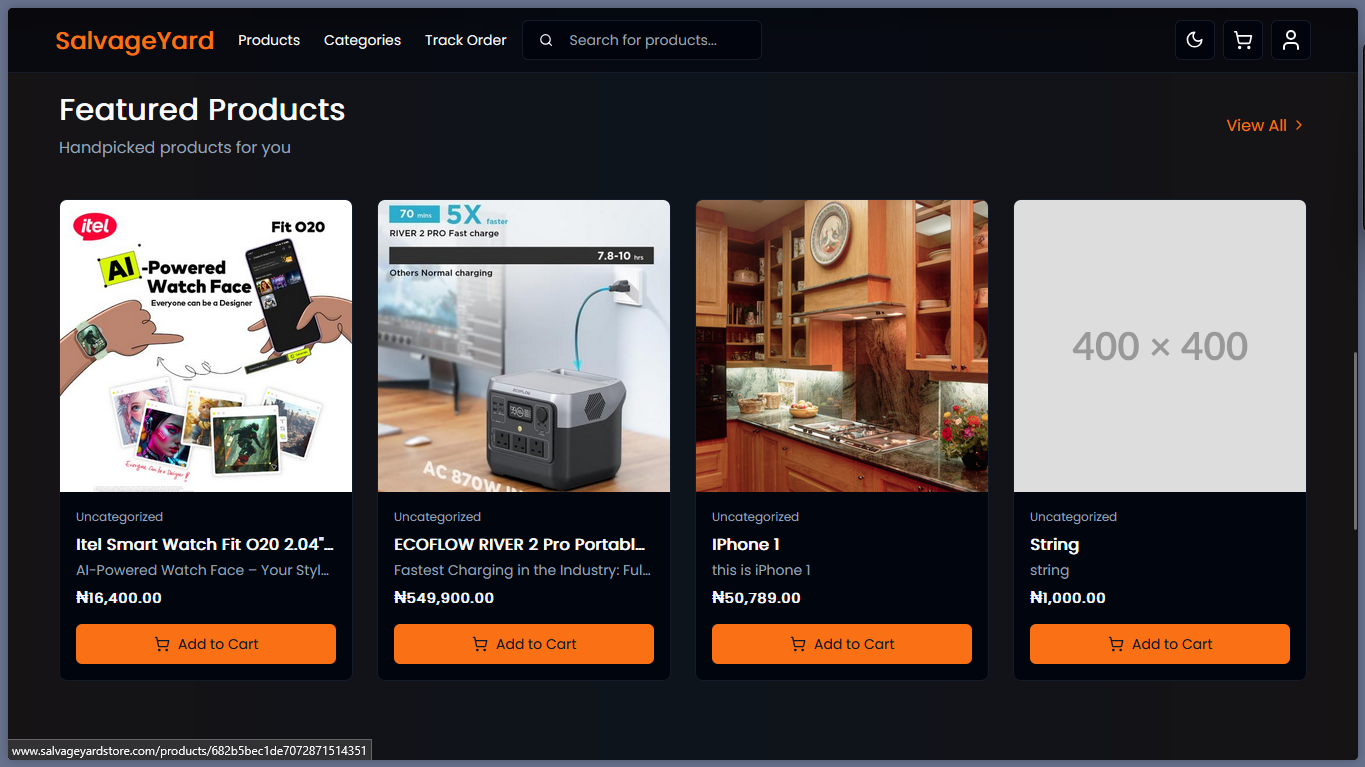 SalvageYard Products Categories Track Order Search for products...
Featured Products
Handpicked products for you
View All
itel
Fit O20
AI-Powered
Watch Face
Everyone can be a Designer
Everyone Can be a Designer!
70 mins 5X faster
RIVER 2 PRO Fast charge
7.8-10 hrs
Others Normal charging
AC 870W
400 × 400
Uncategorized
Itel Smart Watch Fit O20 2.04"...
AI-Powered Watch Face – Your Styl...
₦16,400.00
Add to Cart
Uncategorized
ECOFLOW RIVER 2 Pro Portabl...
Fastest Charging in the Industry: Ful...
₦549,900.00
Add to Cart
Uncategorized
IPhone 1
this is iPhone 1
₦50,789.00
Add to Cart
Uncategorized
String
string
₦1,000.00
Add to Cart
www.salvageyardstore.com/products/682b5bec1de7072871514351